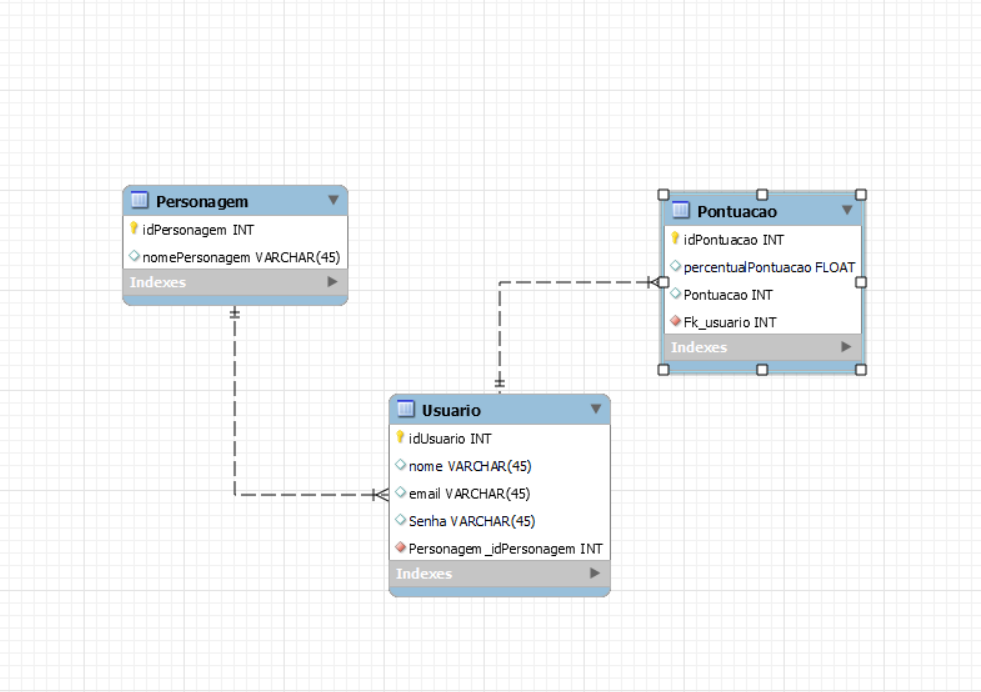 Personagem
idPersonagem INT
nomePersonagem VARCHAR(45)
Indexes
Pontuacao
idPontuacao INT
percentualPontuacao FLOAT
Pontuacao INT
Fk_usuario INT
Indexes
Usuario
idUsuario INT
nome VARCHAR(45)
email VARCHAR(45)
Senha VARCHAR(45)
Personagem_idPersonagem INT
Indexes